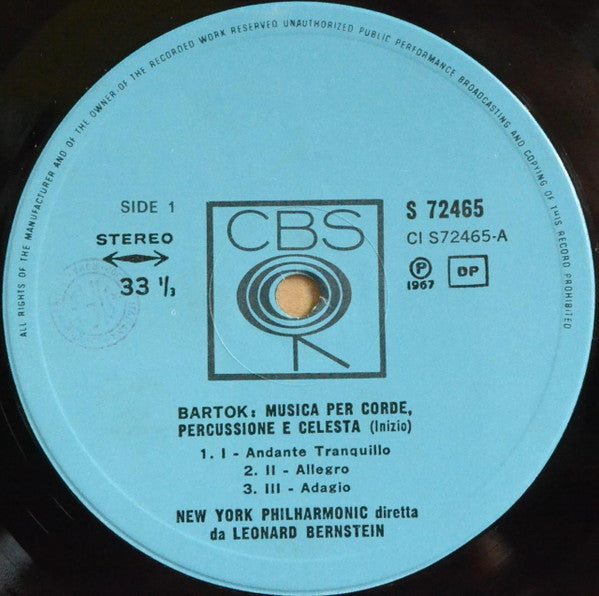 ALL RIGHTS OF THE MANUFACTURER AND OF THE OWNER OF THE RECORDED WORK RESERVED UNAUTHORIZED PUBLIC PERFORMANCE BROADCASTING AND COPYING OF THIS RECORD PROHIBITED
SIDE 1
STEREO
33 1/3
CBS
S 72465
CI S72465-A
Ⓟ
1967
DP
BARTOK: MUSICA PER CORDE,
PERCUSSIONE E CELESTA (Inizio)
1. I - Andante Tranquillo
2. II - Allegro
3. III - Adagio
NEW YORK PHILHARMONIC diretta
da LEONARD BERNSTEIN